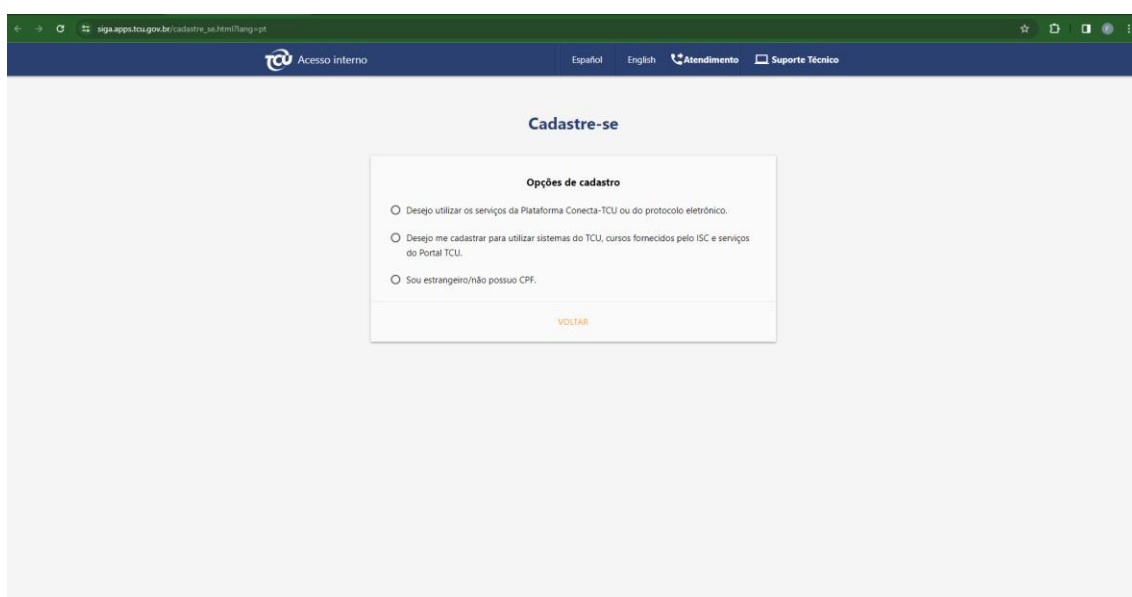 siga.apps.tcu.gov.br/cadastre_se.html?lang=pt
TCU Acesso interno Español English Atendimento Suporte Técnico
Cadastre-se
Opções de cadastro
Desejo utilizar os serviços da Plataforma Conecta-TCU ou do protocolo eletrônico.
Desejo me cadastrar para utilizar sistemas do TCU, cursos fornecidos pelo ISC e serviços
do Portal TCU.
Sou estrangeiro/não possuo CPF.
VOLTAR